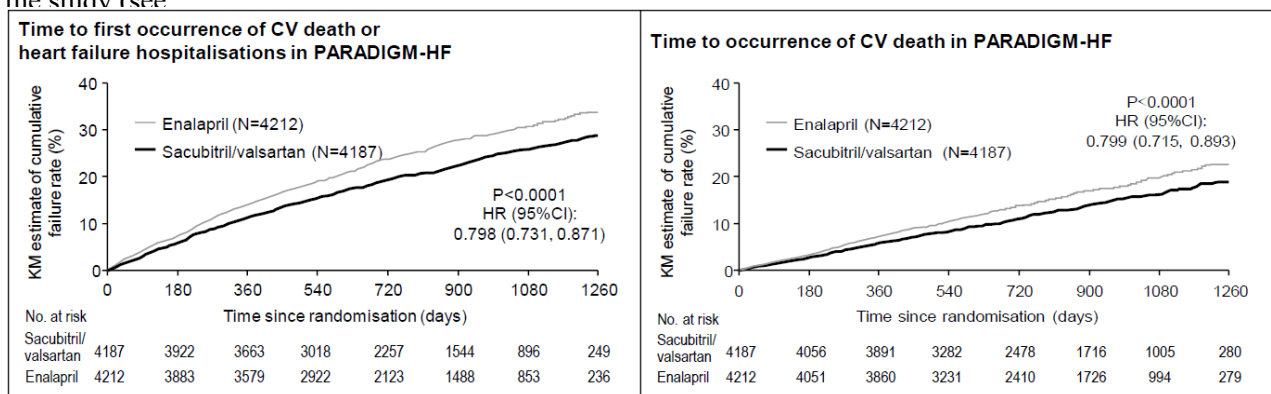 the study (see
Time to first occurrence of CV death or
heart failure hospitalisations in PARADIGM-HF
KM estimate of cumulative
failure rate (%)
40
30
20
10
0
Enalapril (N=4212)
Sacubitril/valsartan (N=4187)
P<0.0001
HR (95%CI):
0.798 (0.731, 0.871)
0 180 360 540 720 900 1080 1260
No. at risk Time since randomisation (days)
Sacubitril/
valsartan 4187 3922 3663 3018 2257 1544 896 249
Enalapril 4212 3883 3579 2922 2123 1488 853 236
Time to occurrence of CV death in PARADIGM-HF
KM estimate of cumulative
failure rate (%)
40
30
20
10
0
Enalapril (N=4212)
Sacubitril/valsartan (N=4187)
P<0.0001
HR (95%CI):
0.799 (0.715, 0.893)
0 180 360 540 720 900 1080 1260
No. at risk Time since randomisation (days)
Sacubitril/
valsartan 4187 4056 3891 3282 2478 1716 1005 280
Enalapril 4212 4051 3860 3231 2410 1726 994 279